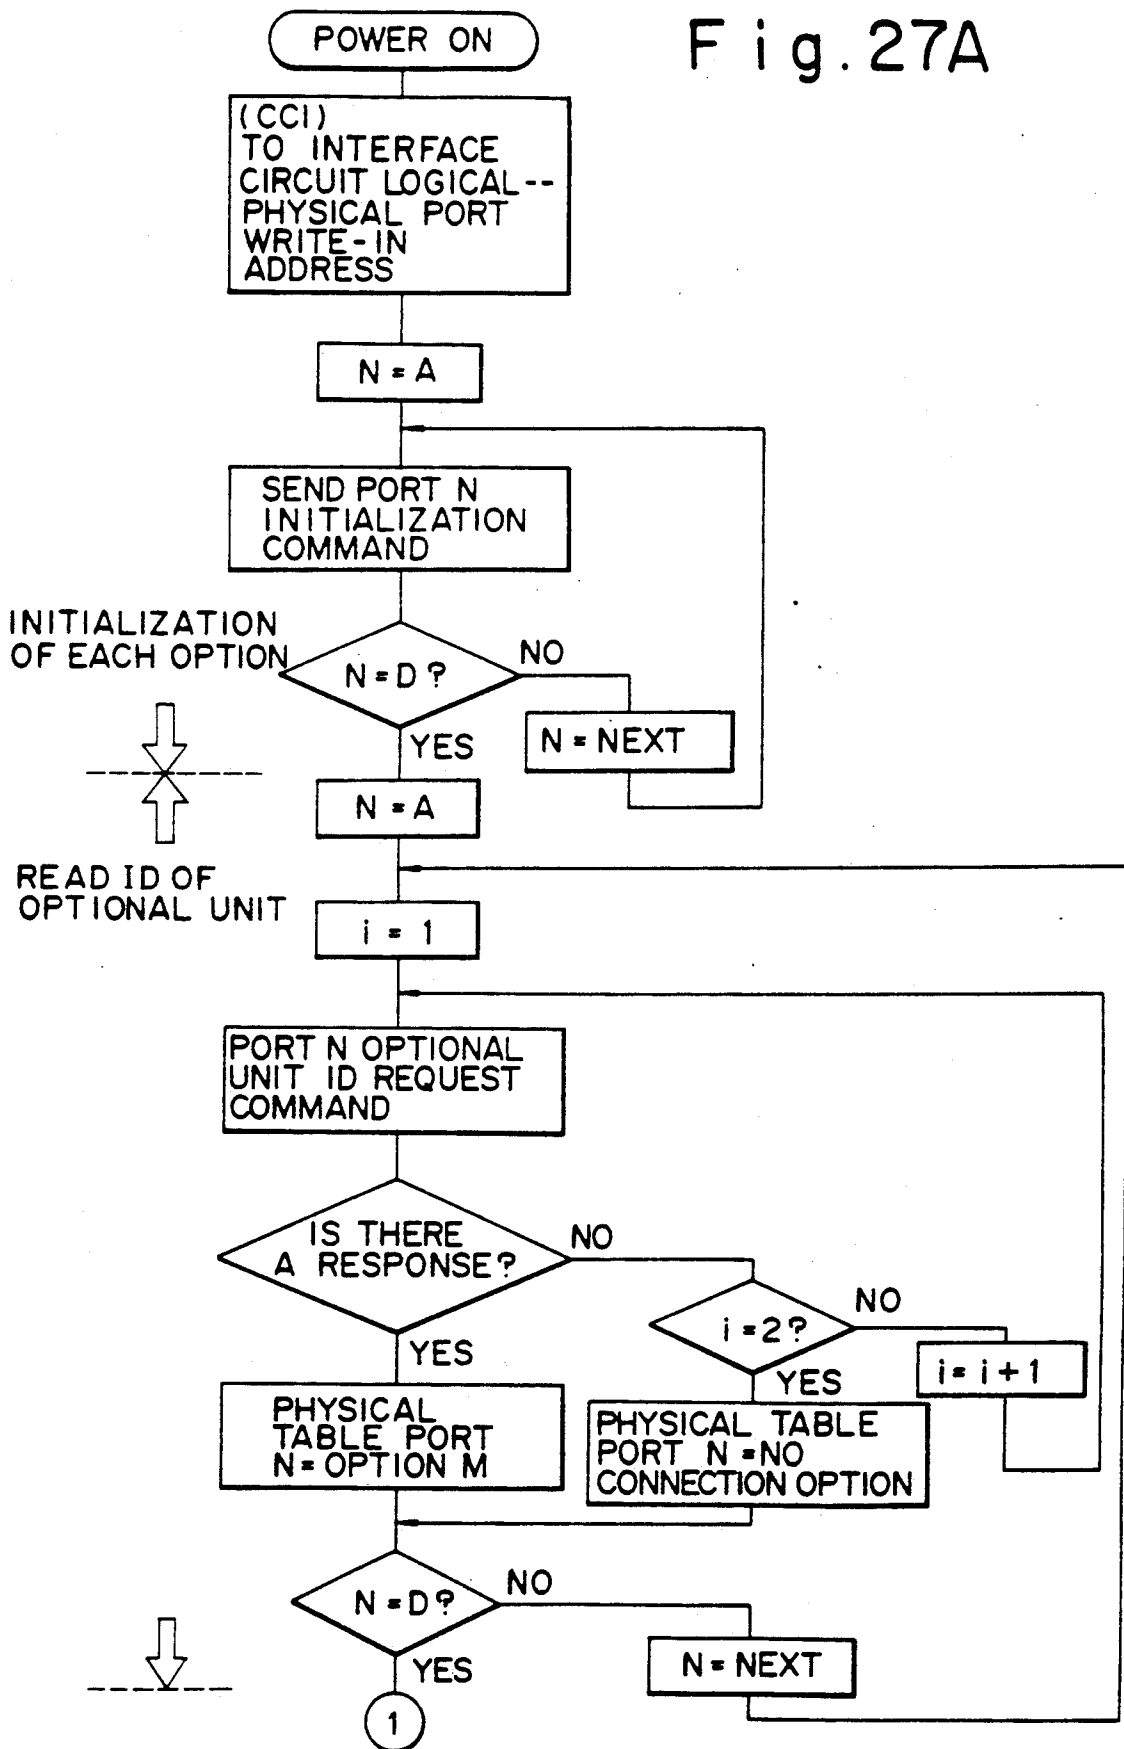 Fig. 27A
POWER ON
(CCI)
TO INTERFACE
CIRCUIT LOGICAL--
PHYSICAL PORT
WRITE-IN
ADDRESS
N = A
SEND PORT N
INITIALIZATION
COMMAND
INITIALIZATION
OF EACH OPTION
N = D ?
NO
YES
N = NEXT
N = A
READ ID OF
OPTIONAL UNIT
i = 1
PORT N OPTIONAL
UNIT ID REQUEST
COMMAND
IS THERE
A RESPONSE?
NO
YES
i = 2?
NO
YES
i = i + 1
PHYSICAL
TABLE PORT
N = OPTION M
PHYSICAL TABLE
PORT N = NO
CONNECTION OPTION
N = D ?
NO
YES
N = NEXT
1